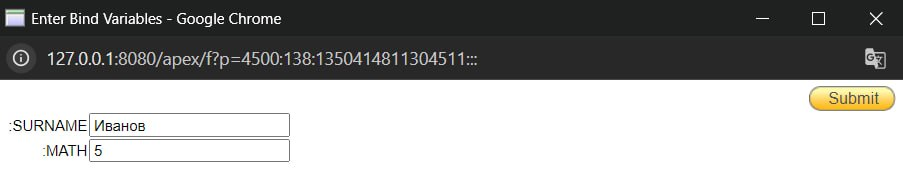 Enter Bind Variables - Google Chrome
127.0.0.1:8080/apex/f?p=4500:138:1350414811304511:::
Submit
:SURNAME Иванов
:MATH 5